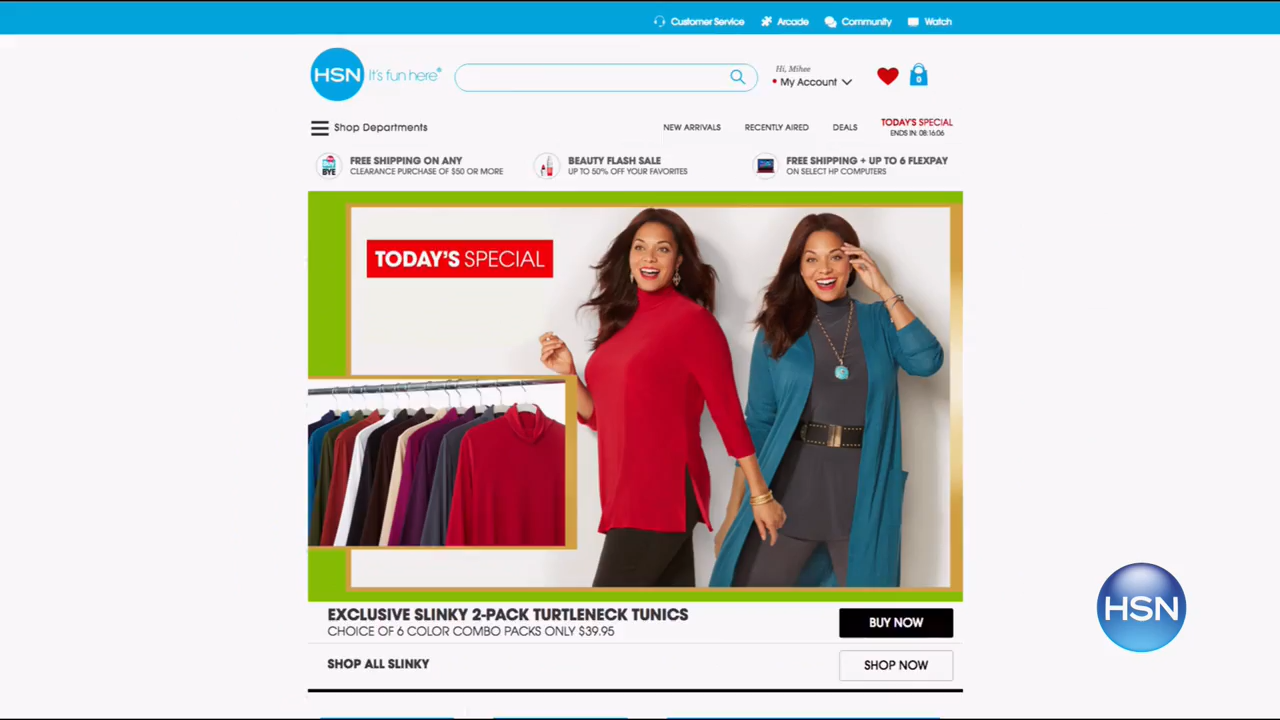 Customer Service Arcade Community Watch
HSN It's fun here®
Hi, Mihee
My Account
0
Shop Departments
NEW ARRIVALS RECENTLY AIRED DEALS
TODAY'S SPECIAL
ENDS IN: 08:16:06
BYE
FREE SHIPPING ON ANY
CLEARANCE PURCHASE OF $50 OR MORE
BEAUTY FLASH SALE
UP TO 50% OFF YOUR FAVORITES
FREE SHIPPING + UP TO 6 FLEXPAY
ON SELECT HP COMPUTERS
TODAY'S SPECIAL
EXCLUSIVE SLINKY 2-PACK TURTLENECK TUNICS
CHOICE OF 6 COLOR COMBO PACKS ONLY $39.95
BUY NOW
SHOP ALL SLINKY
SHOP NOW
HSN